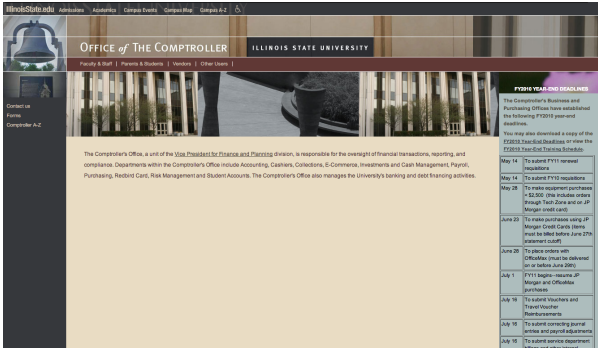 IllinoisState.edu Admissions Academics Campus Events Campus Map Campus A-Z
OFFICE of THE COMPTROLLER ILLINOIS STATE UNIVERSITY
Faculty & Staff | Parents & Students | Vendors | Other Users |
Contact us
Forms
Comptroller A-Z
The Comptroller's Office, a unit of the Vice President for Finance and Planning division, is responsible for the oversight of financial transactions, reporting, and
compliance. Departments within the Comptroller's Office include Accounting, Cashiers, Collections, E-Commerce, Investments and Cash Management, Payroll,
Purchasing, Redbird Card, Risk Management and Student Accounts. The Comptroller's Office also manages the University's banking and debt financing activities.
FY2010 YEAR-END DEADLINES
The Comptroller's Business and
Purchasing Offices have established
the following FY2010 year-end
deadlines.
You may also download a copy of the
FY2010 Year-End Deadlines or view the
FY2010 Year-End Training Schedule.
May 14 To submit FY11 renewal
requisitions
May 14 To submit FY10 requisitions
May 28 To make equipment purchases
> $2,500 (this includes orders
through Tech Zone and on JP
Morgan credit card)
June 23 To make purchases using JP
Morgan Credit Cards (items
must be billed before June 27th
statement cutoff)
June 28 To place orders with
OfficeMax (must be delivered
on or before June 29th)
July 1 FY11 begins--resume JP
Morgan and OfficeMax
purchases
July 16 To submit Vouchers and
Travel Voucher
Reimbursements
July 16 To submit correcting journal
entries and payroll adjustments
July 16 To submit service department